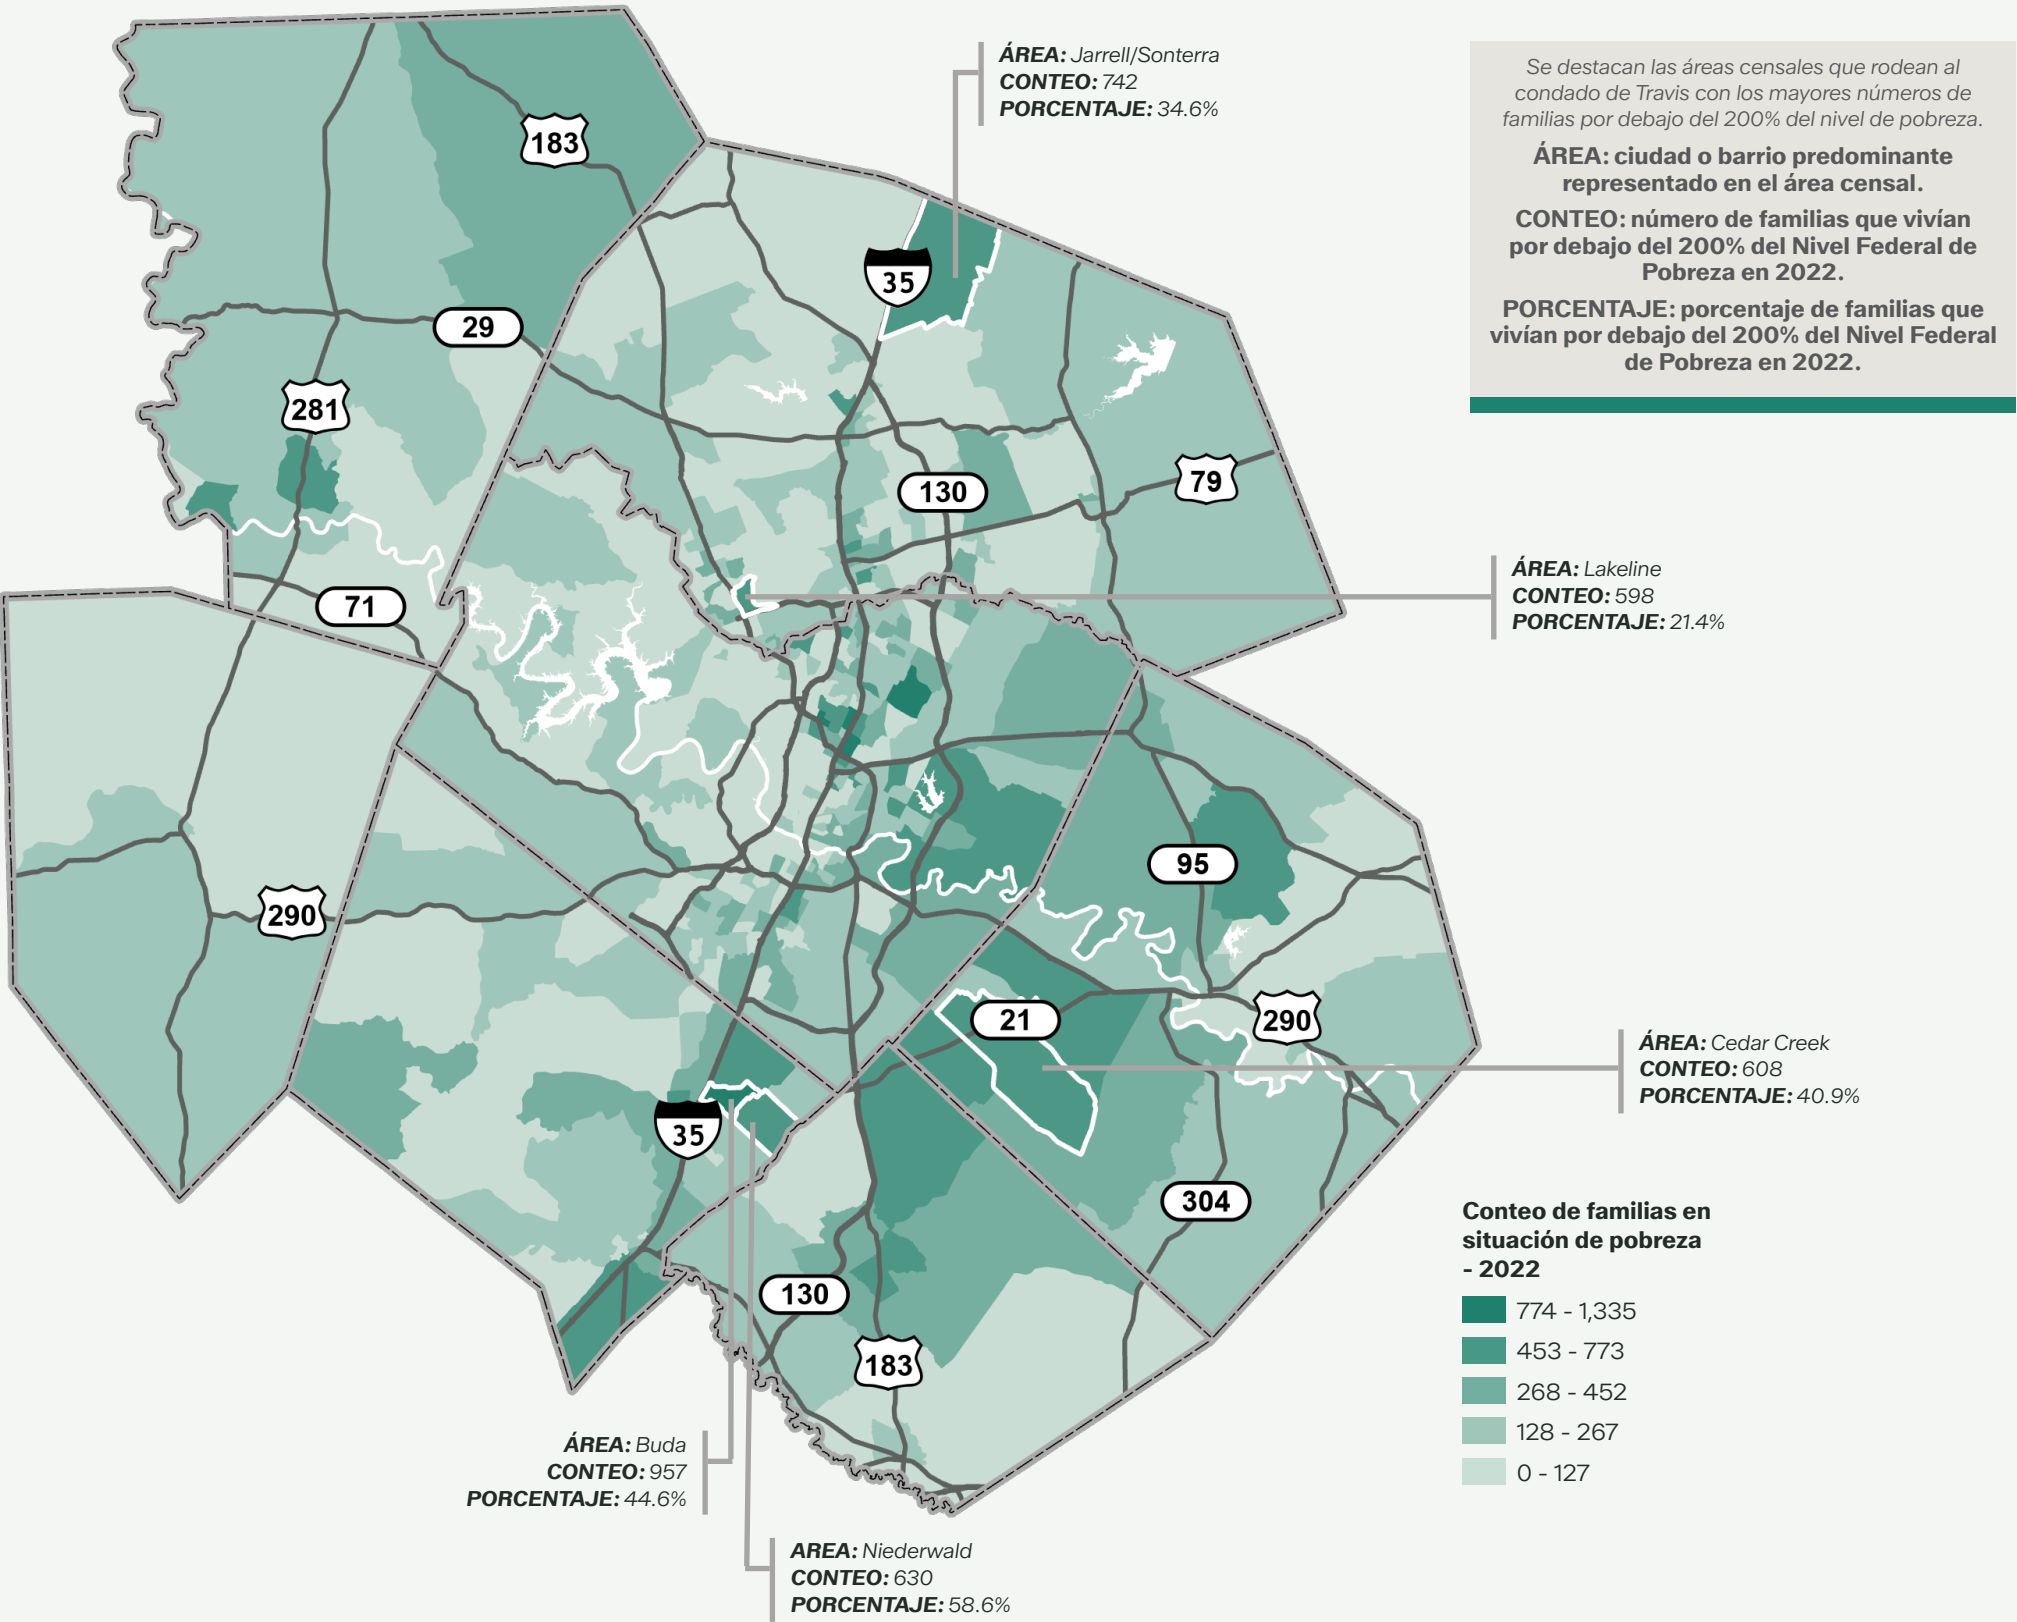 ÁREA: Jarrell/Sonterra
CONTEO: 742
PORCENTAJE: 34.6%
Se destacan las áreas censales que rodean al
condado de Travis con los mayores números de
familias por debajo del 200% del nivel de pobreza.
ÁREA: ciudad o barrio predominante
representado en el área censal.
CONTEO: número de familias que vivían
por debajo del 200% del Nivel Federal de
Pobreza en 2022.
PORCENTAJE: porcentaje de familias que
vivían por debajo del 200% del Nivel Federal
de Pobreza en 2022.
183
35
29
281
130
79
71
ÁREA: Lakeline
CONTEO: 598
PORCENTAJE: 21.4%
95
290
21
290
ÁREA: Cedar Creek
CONTEO: 608
PORCENTAJE: 40.9%
35
304
130
183
Conteo de familias en
situación de pobreza
- 2022
774 - 1,335
453 - 773
268 - 452
128 - 267
0 - 127
ÁREA: Buda
CONTEO: 957
PORCENTAJE: 44.6%
AREA: Niederwald
CONTEO: 630
PORCENTAJE: 58.6%